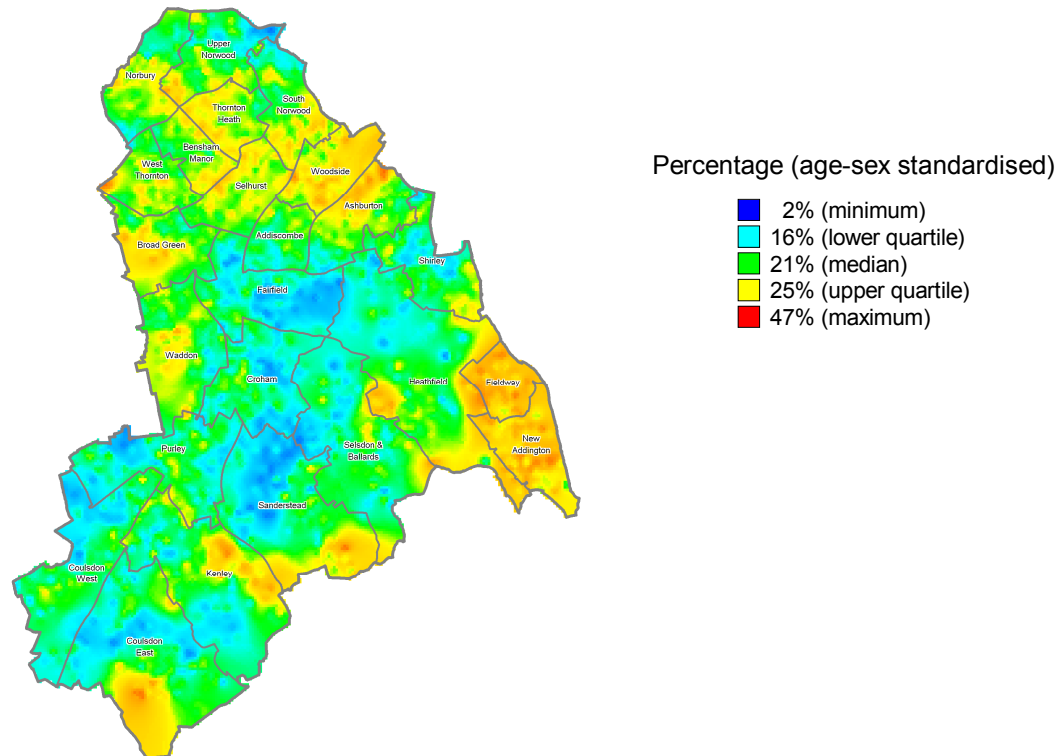 Upper
Norwood
Norbury
Thornton
Heath
South
Norwood
Bensham
Manor
West
Thornton
Selhurst
Woodside
Ashburton
Addiscombe
Broad Green
Shirley
Fairfield
Waddon
Croham
Heathfield
Fieldway
New
Addington
Purley
Selsdon &
Ballards
Sanderstead
Coulsdon
West
Kenley
Coulsdon
East
Percentage (age-sex standardised)
2% (minimum)
16% (lower quartile)
21% (median)
25% (upper quartile)
47% (maximum)